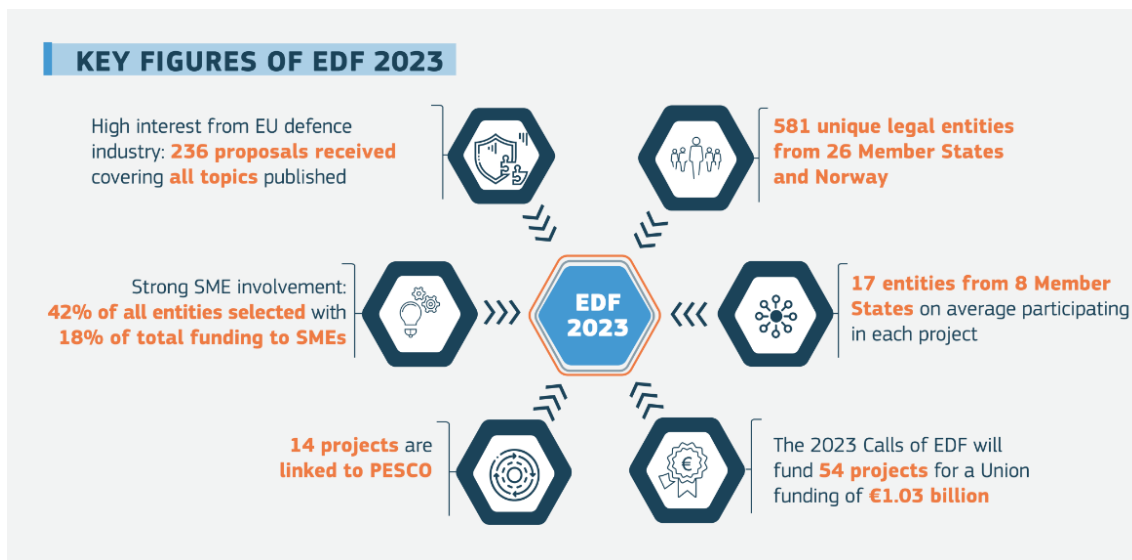 KEY FIGURES OF EDF 2023
High interest from EU defence
industry: 236 proposals received
covering all topics published
581 unique legal entities
from 26 Member States
and Norway
Strong SME involvement:
42% of all entities selected with
18% of total funding to SMEs
EDF
2023
17 entities from 8 Member
States on average participating
in each project
14 projects are
linked to PESCO
€
The 2023 Calls of EDF will
fund 54 projects for a Union
funding of €1.03 billion